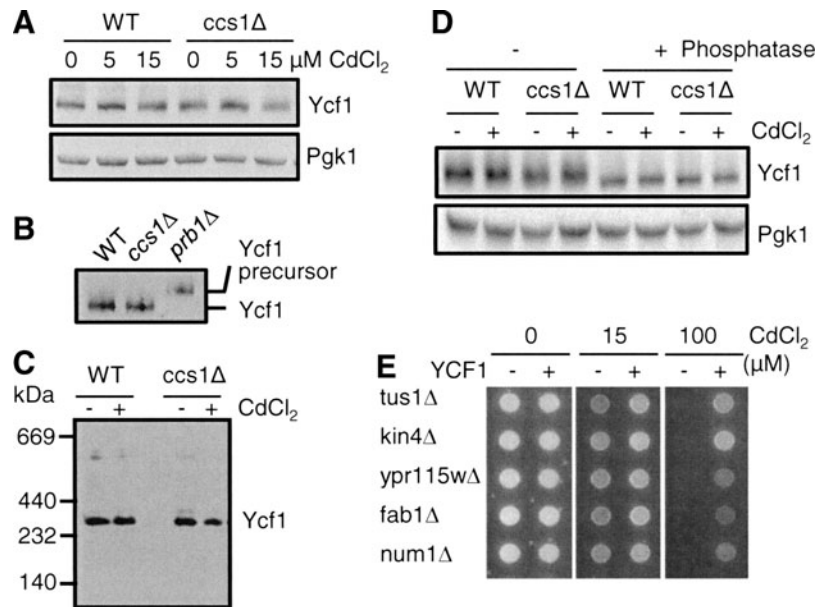 A
WT ccs1Δ
0 5 15 0 5 15 µM CdCl2
Ycf1
Pgk1
B
WT ccs1Δ prb1Δ
Ycf1
precursor
Ycf1
C
WT ccs1Δ
kDa
- + - + CdCl2
669
440
232
140
Ycf1
D
- + Phosphatase
WT ccs1Δ WT ccs1Δ
- + - + - + - + CdCl2
Ycf1
Pgk1
E
0 15 100 CdCl2
(µM)
YCF1 - + - + - +
tus1Δ
kin4Δ
ypr115wΔ
fab1Δ
num1Δ